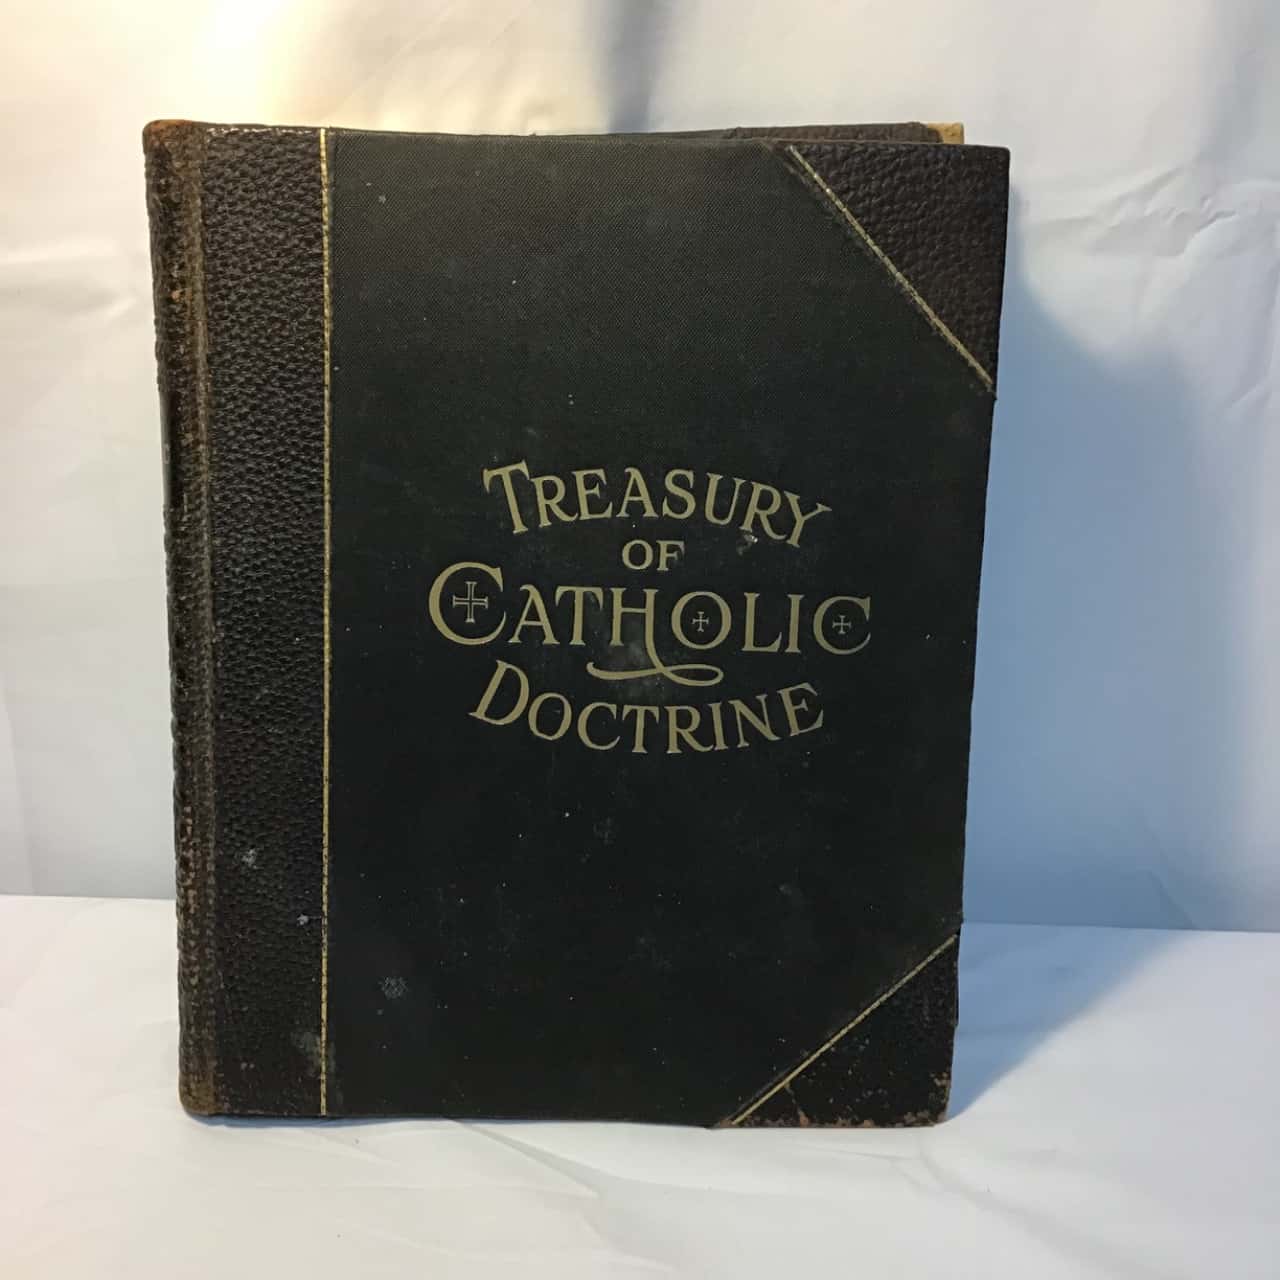 TREASURY
OF
CATHOLIC
DOCTRINE